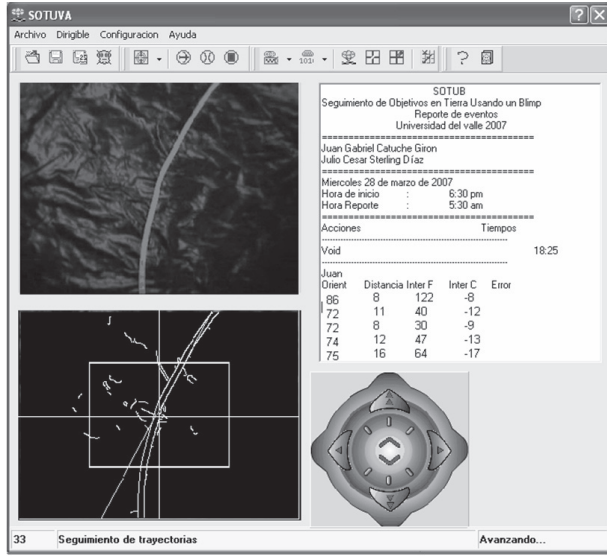 SOTUVA
Archivo Dirigible Configuracion Ayuda
SOTUB
Seguimiento de Objetivos en Tierra Usando un Blimp
Reporte de eventos
Universidad del valle 2007
==========================================
Juan Gabriel Catuche Giron
Julio Cesar Sterling Díaz
==========================================
Miercoles 28 de marzo de 2007
Hora de inicio : 6:30 pm
Hora Reporte : 5:30 am
==========================================
Acciones Tiempos
Void 18:25
Juan
Orient Distancia Inter F Inter C Error
86 8 122 -8
72 11 40 -12
72 8 30 -9
74 12 47 -13
75 16 64 -17
33 Seguimiento de trayectorias Avanzando...